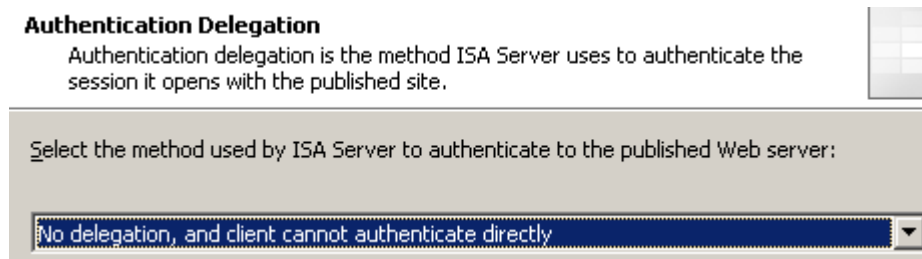 Authentication Delegation
Authentication delegation is the method ISA Server uses to authenticate the
session it opens with the published site.
Select the method used by ISA Server to authenticate to the published Web server:
No delegation, and client cannot authenticate directly